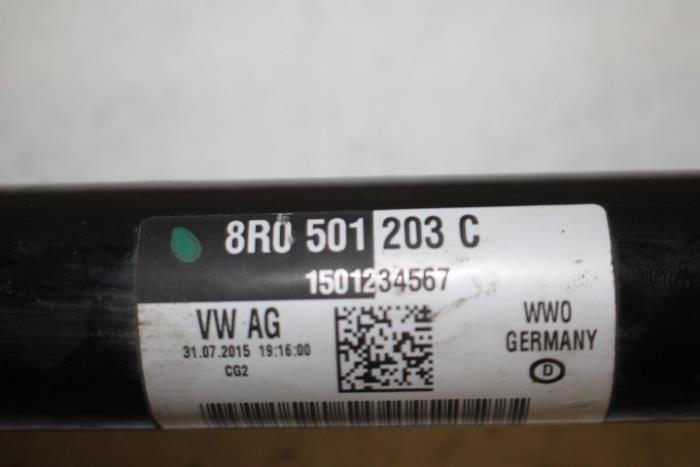 8R0 501 203 C
1501234567
VW AG
31.07.2015 19:16:00
CG2
WWO
GERMANY
D